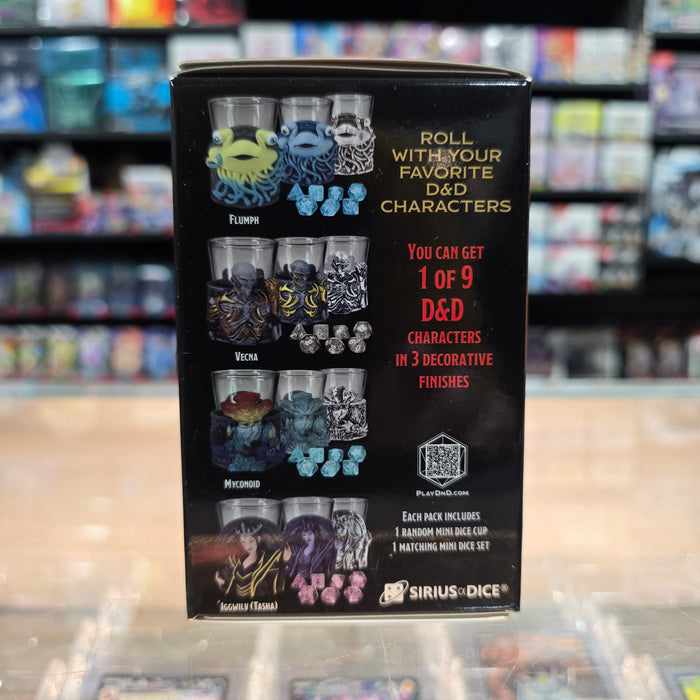 ROLL
WITH YOUR
FAVORITE
D&D
CHARACTERS
FLUMPH
YOU CAN GET
1 OF 9
D&D
CHARACTERS
IN 3 DECORATIVE
FINISHES
VECNA
MYCONOID
PLAYDND.COM
EACH PACK INCLUDES
1 RANDOM MINI DICE CUP
1 MATCHING MINI DICE SET
IGGWILV (TASHA)
SIRIUS DICE®